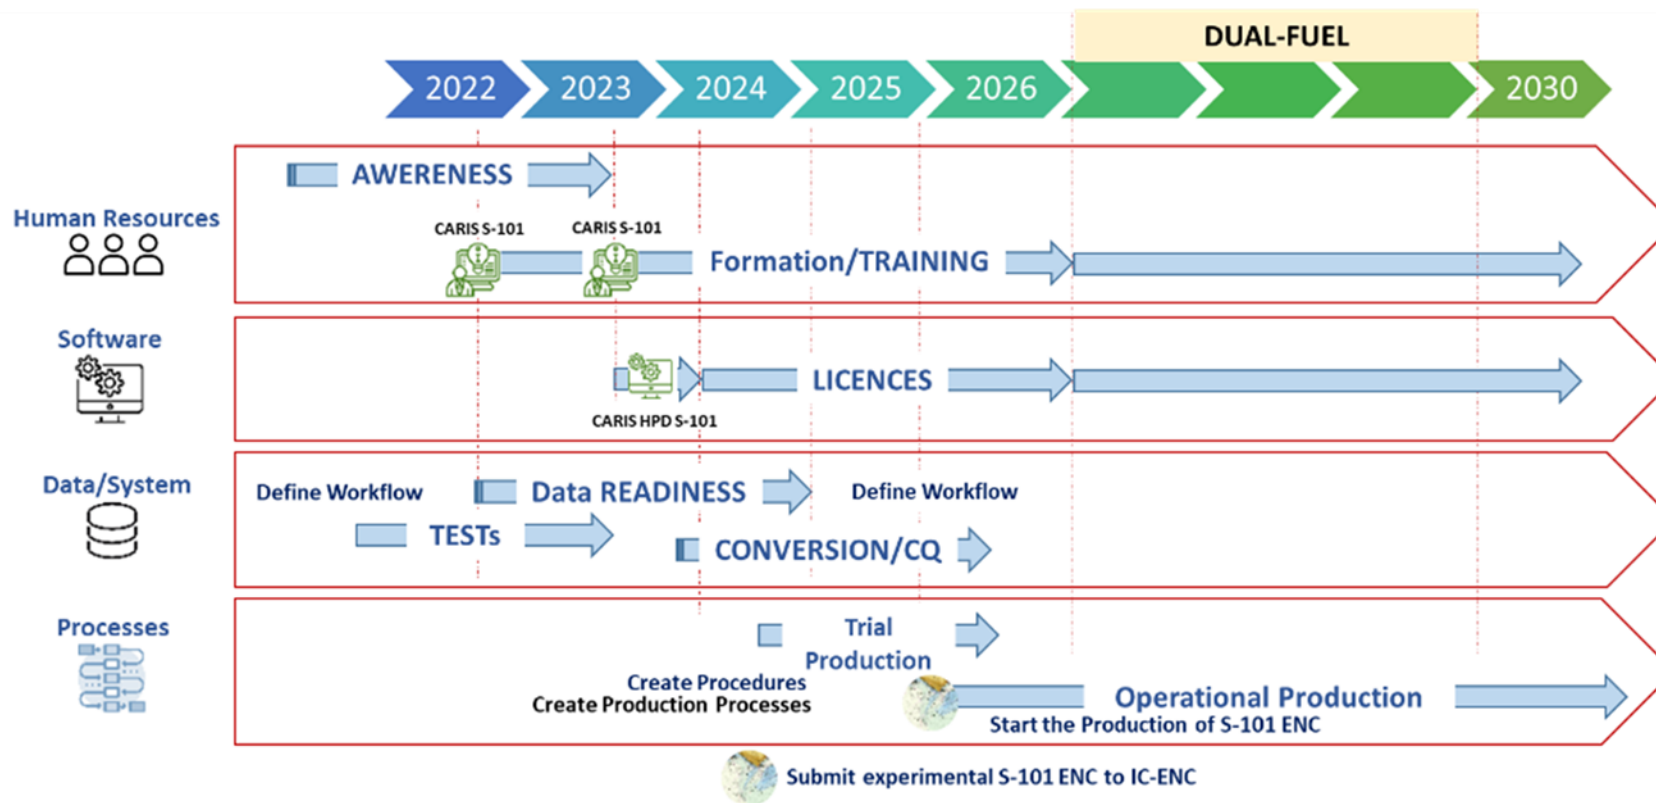 DUAL-FUEL
2022
2023
2024
2025
2026
2030
AWERENESS
Human Resources
CARIS S-101
CARIS S-101
Formation/TRAINING
Software
LICENCES
CARIS HPD S-101
Data/System
Define Workflow
Data READINESS
Define Workflow
TESTs
CONVERSION/CQ
Processes
Trial
Production
Create Procedures
Create Production Processes
Operational Production
Start the Production of S-101 ENC
Submit experimental S-101 ENC to IC-ENC